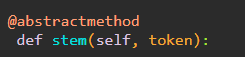 @abstractmethod
def stem(self, token):